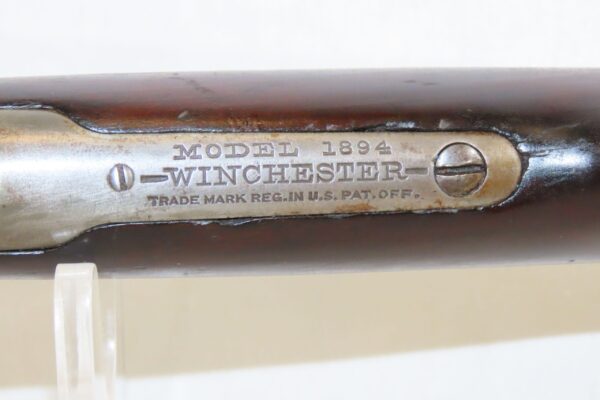 MODEL 1894
-WINCHESTER-
TRADE MARK REG. IN U.S. PAT. OFF.